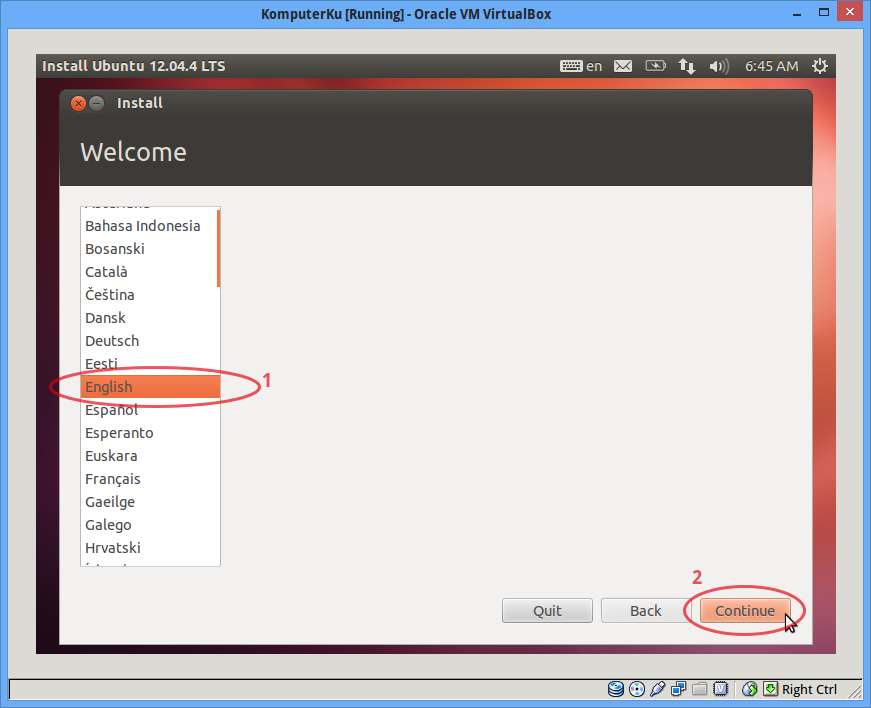 KomputerKu [Running] - Oracle VM VirtualBox
Install Ubuntu 12.04.4 LTS en 6:45 AM
Install
Welcome
Bahasa Indonesia
Bosanski
Català
Čeština
Dansk
Deutsch
Eesti
English 1
Español
Esperanto
Euskara
Français
Gaeilge
Galego
Hrvatski
2
Quit Back Continue
Right Ctrl